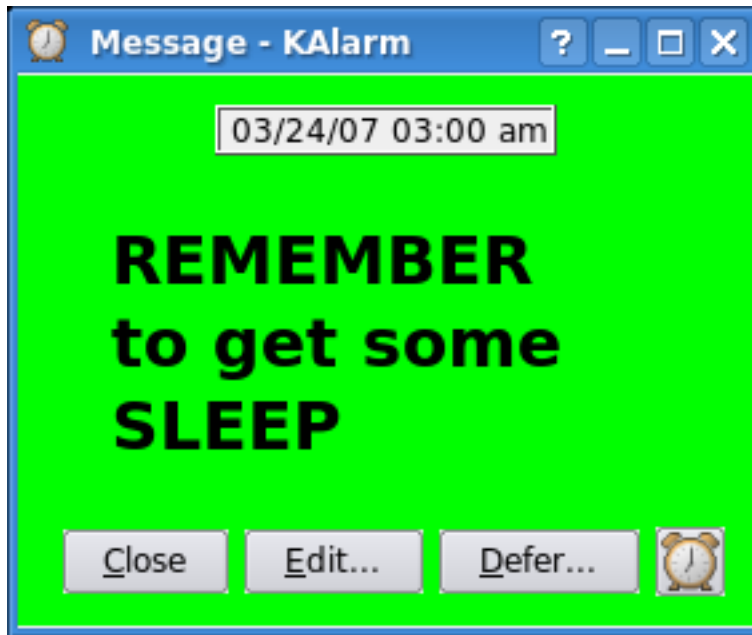 Message - KAlarm
03/24/07 03:00 am
REMEMBER
to get some
SLEEP
Close Edit... Defer...